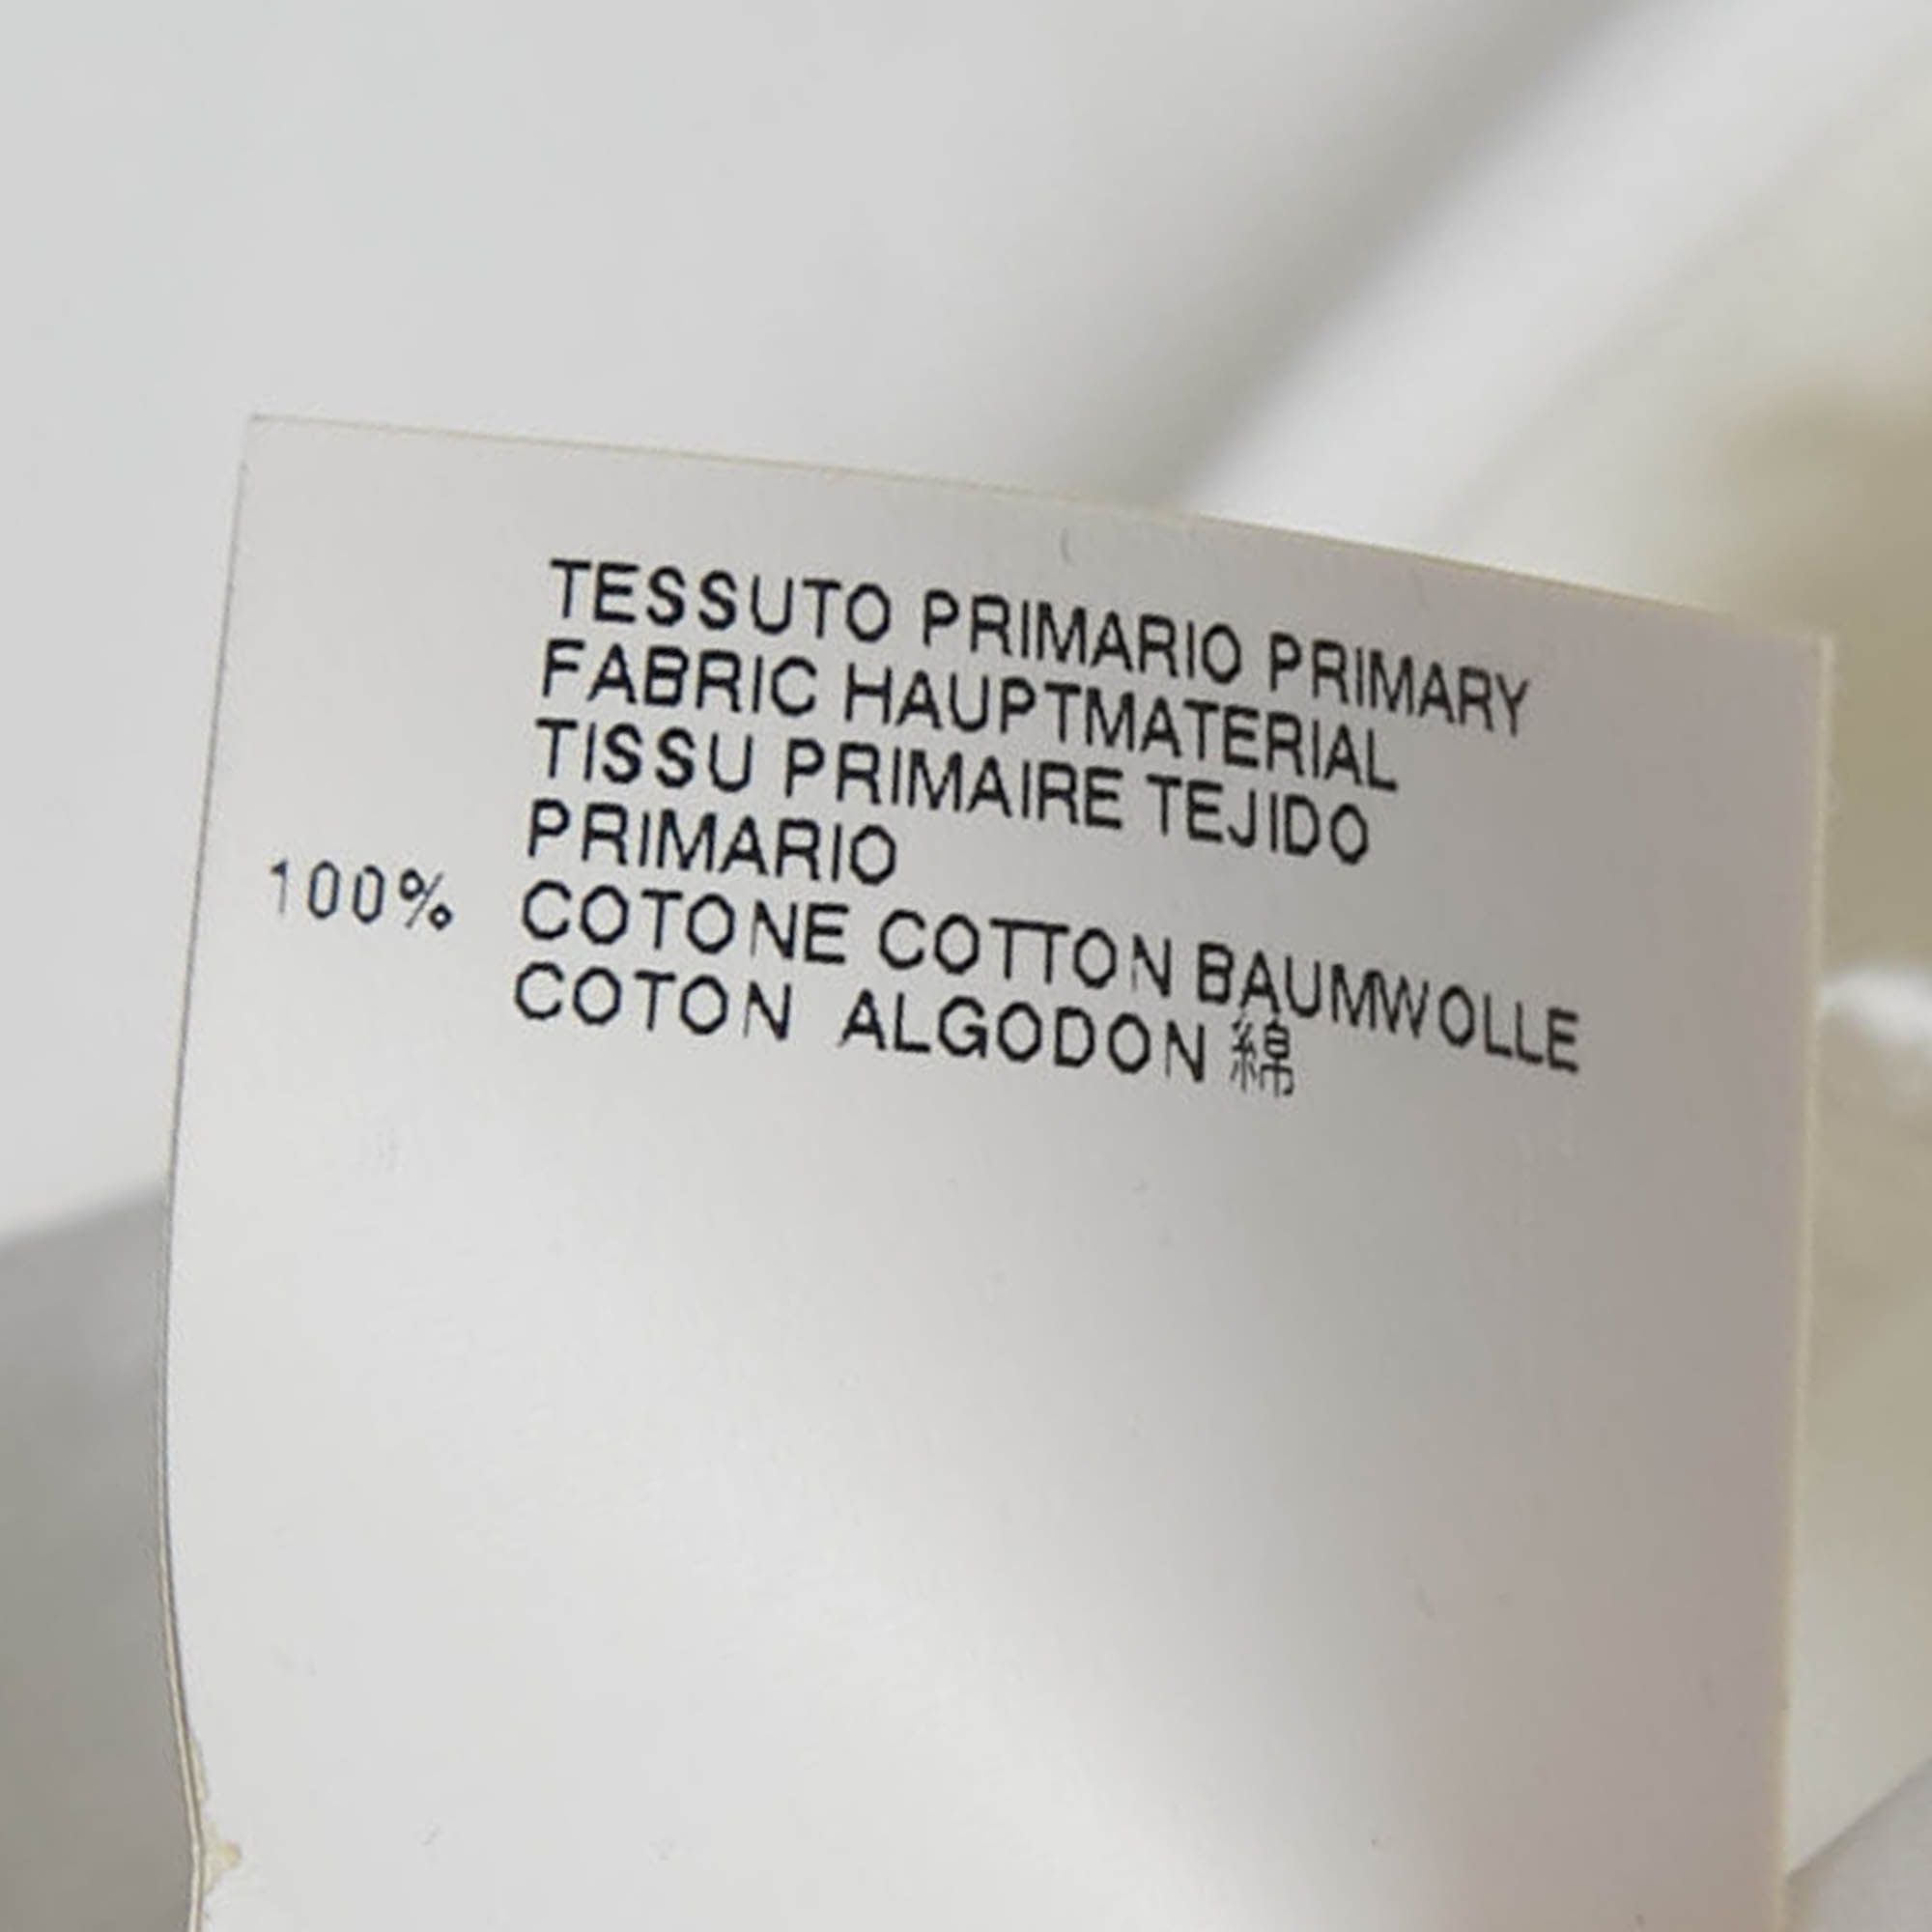 TESSUTO PRIMARIO PRIMARY
FABRIC HAUPTMATERIAL
TISSU PRIMAIRE TEJIDO
PRIMARIO
100% COTONE COTTON BAUMWOLLE
COTON ALGODON 綿